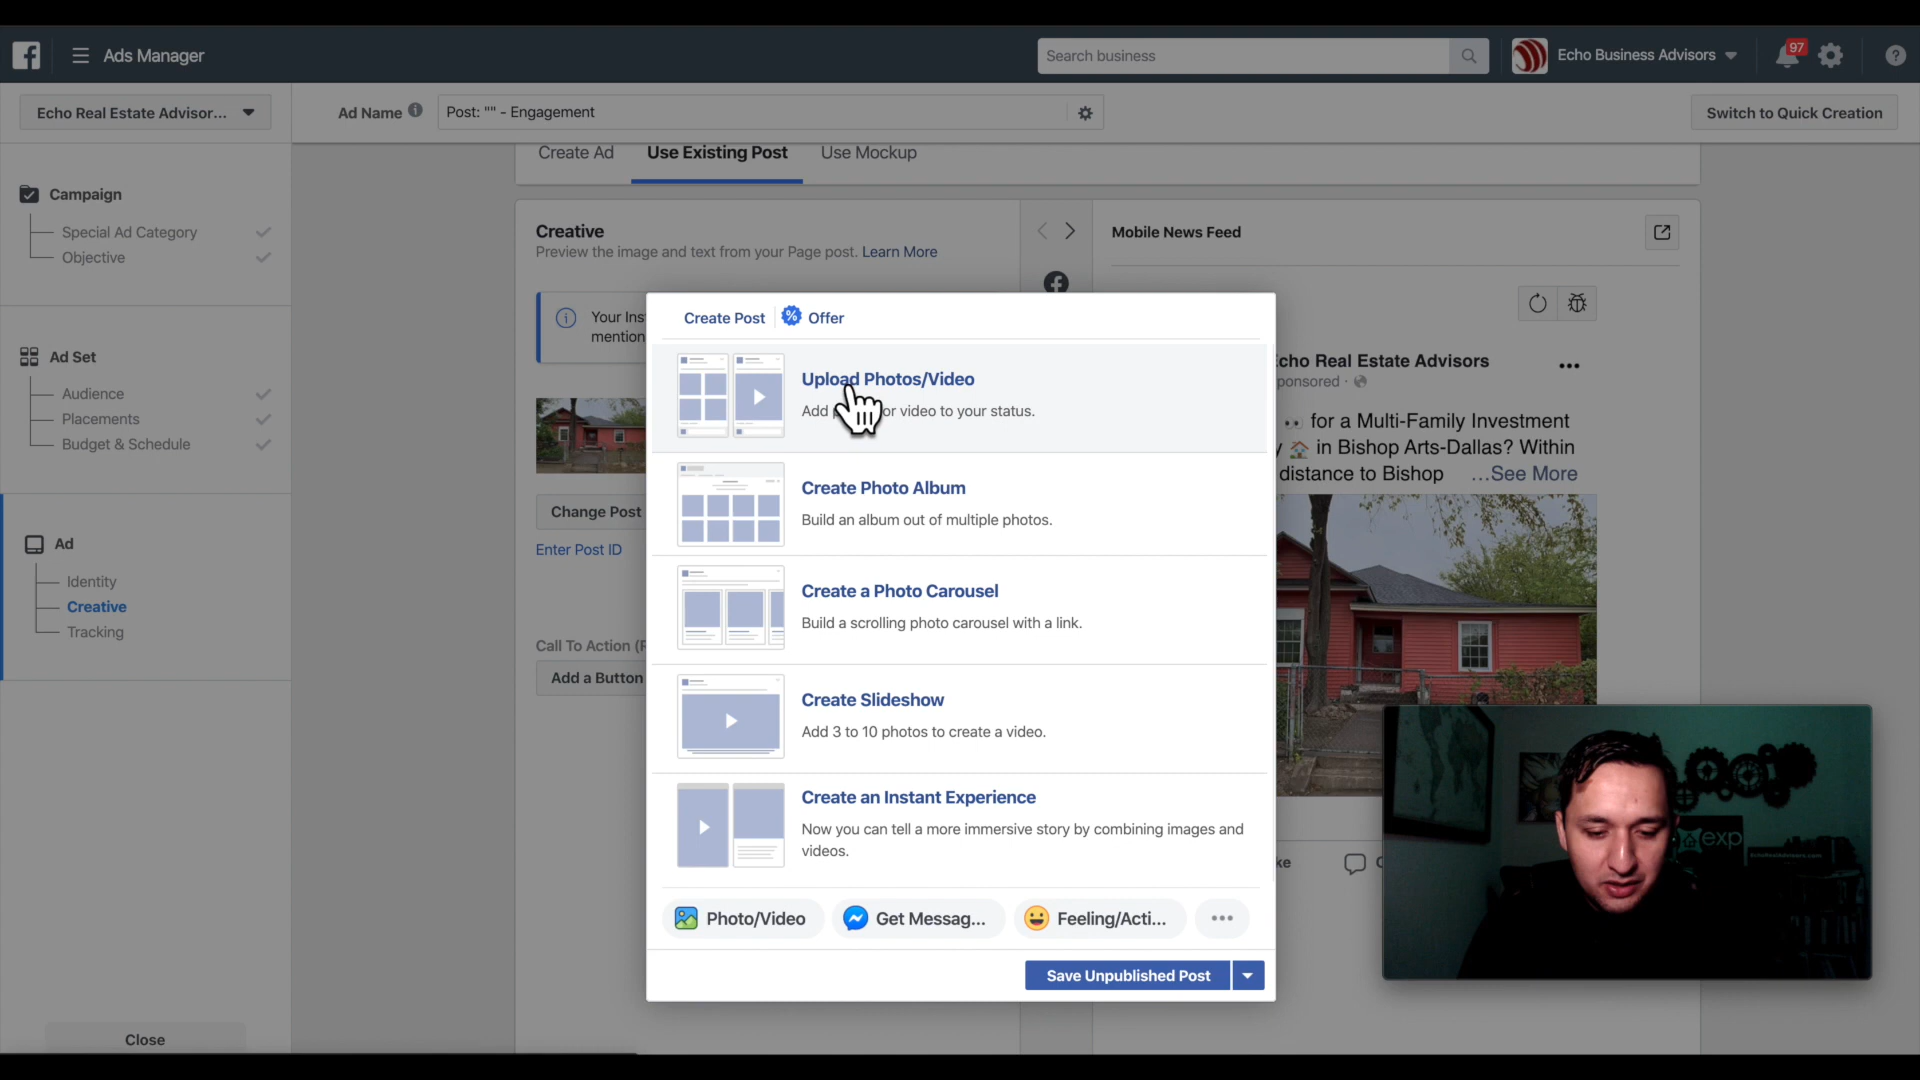 Ads Manager
Search business
Echo Business Advisors
97
Echo Real Estate Advisor...
Ad Name
Post: "" - Engagement
Switch to Quick Creation
Create Ad
Use Existing Post
Use Mockup
Campaign
Special Ad Category
Objective
Ad Set
Audience
Placements
Budget & Schedule
Ad
Identity
Creative
Tracking
Close
Creative
Preview the image and text from your Page post. Learn More
Your Ins
mention
Change Post
Enter Post ID
Call To Action
Add a Button
Mobile News Feed
cho Real Estate Advisors
ponsored
for a Multi-Family Investment
y 🏠 in Bishop Arts-Dallas? Within
distance to Bishop ...See More
ke
Create Post
Offer
Upload Photos/Video
Add or video to your status.
Create Photo Album
Build an album out of multiple photos.
Create a Photo Carousel
Build a scrolling photo carousel with a link.
Create Slideshow
Add 3 to 10 photos to create a video.
Create an Instant Experience
Now you can tell a more immersive story by combining images and
videos.
Photo/Video
Get Messag...
Feeling/Acti...
Save Unpublished Post
exp